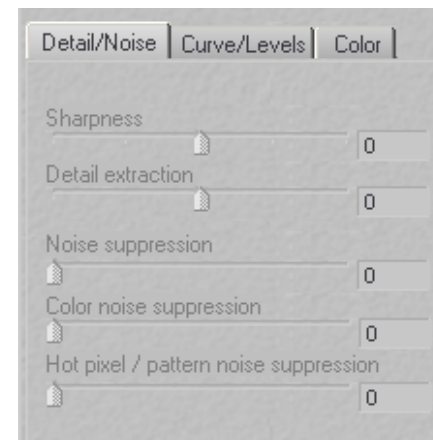 Detail/Noise Curve/Levels Color
Sharpness
0
Detail extraction
0
Noise suppression
0
Color noise suppression
0
Hot pixel / pattern noise suppression
0